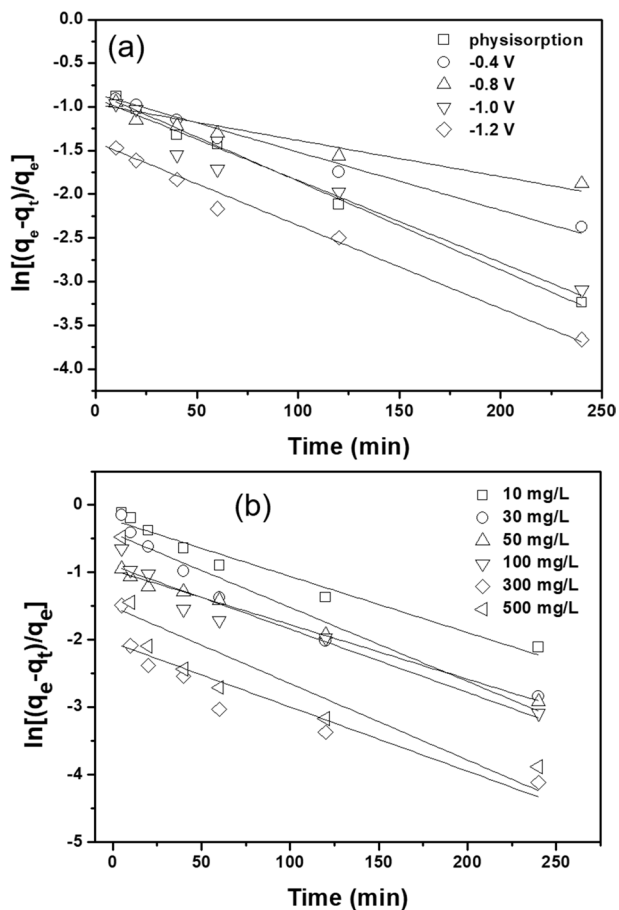 (a)
physisorption
-0.4 V
-0.8 V
-1.0 V
-1.2 V
0.0
-0.5
-1.0
-1.5
-2.0
-2.5
-3.0
-3.5
-4.0
ln[(qe-qt)/qe]
0 50 100 150 200 250
Time (min)
(b)
10 mg/L
30 mg/L
50 mg/L
100 mg/L
300 mg/L
500 mg/L
0
-1
-2
-3
-4
-5
ln[(qe-qt)/qe]
0 50 100 150 200 250
Time (min)